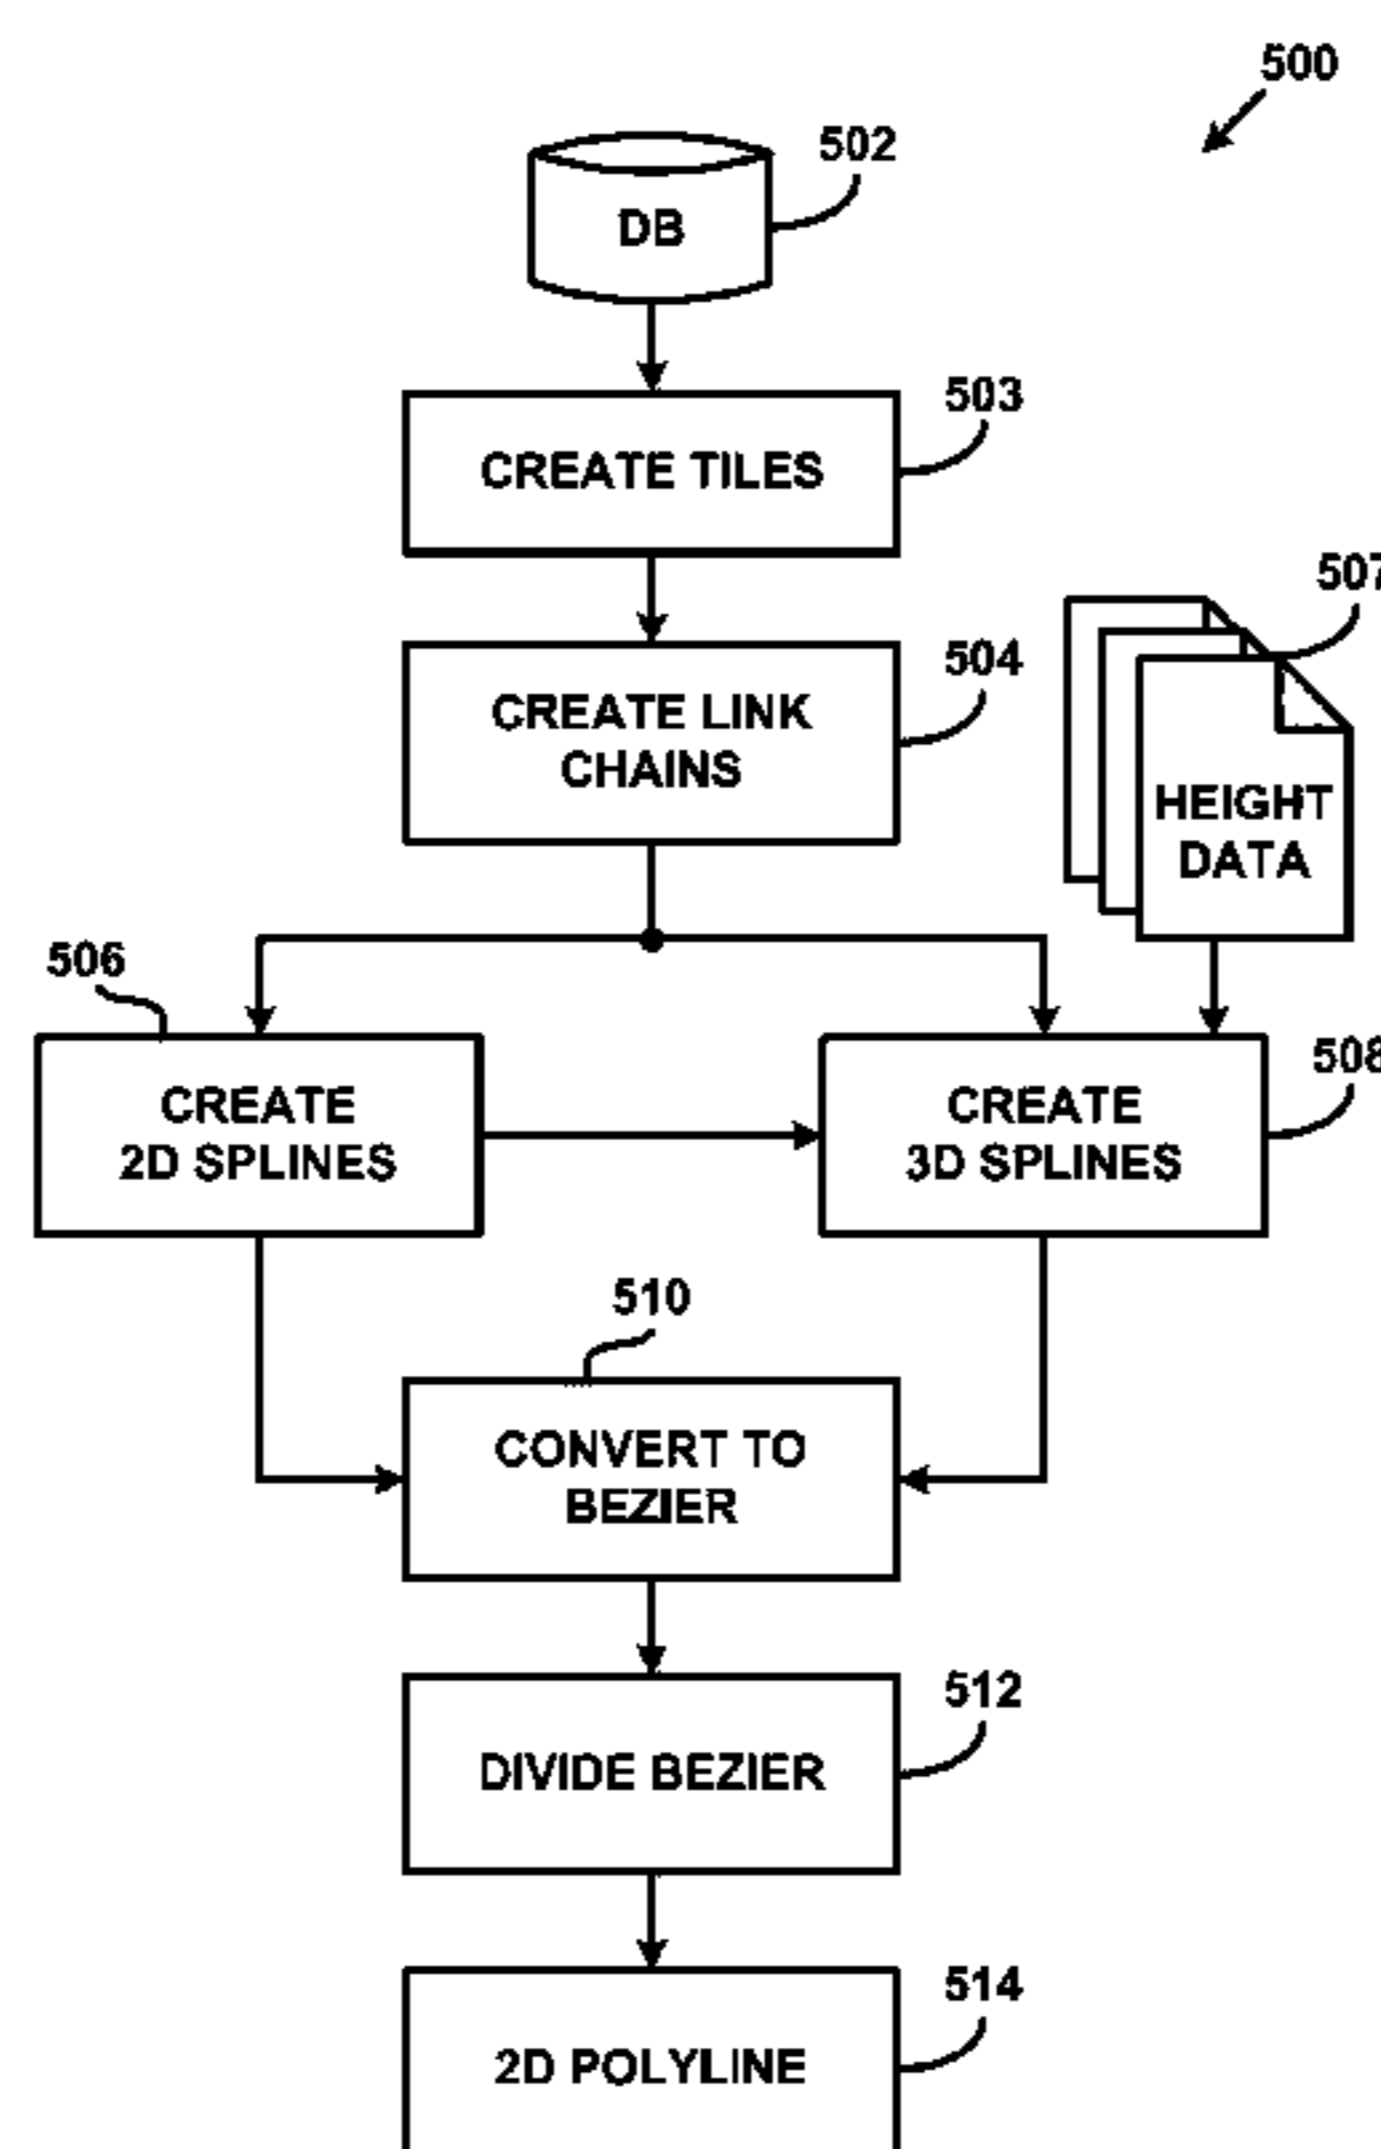 500
502
DB
503
CREATE TILES
507
504
CREATE LINK
CHAINS
HEIGHT
DATA
506
508
CREATE
2D SPLINES
CREATE
3D SPLINES
510
CONVERT TO
BEZIER
512
DIVIDE BEZIER
514
2D POLYLINE